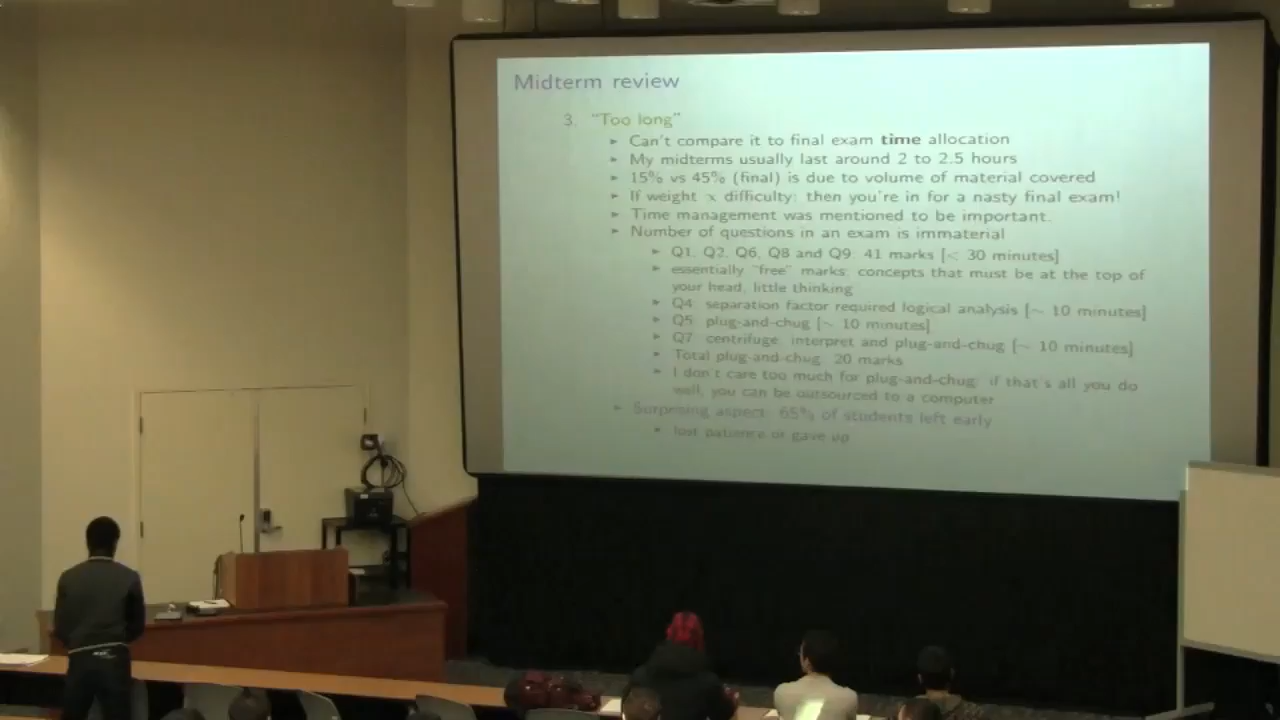 Midterm review
3. "Too long"
► Can't compare it to final exam time allocation
► My midterms usually last around 2 to 2.5 hours
► 15% vs 45% (final) is due to volume of material covered
► If weight ∝ difficulty: then you're in for a nasty final exam!
► Time management was mentioned to be important.
► Number of questions in an exam is immaterial
► Q1, Q2, Q6, Q8 and Q9: 41 marks [< 30 minutes]
► essentially "free" marks: concepts that must be at the top of
your head, little thinking
► Q4: separation factor required logical analysis [∼ 10 minutes]
► Q5: plug-and-chug [∼ 10 minutes]
► Q7: centrifuge: interpret and plug-and-chug [∼ 10 minutes]
► Total plug-and-chug: 20 marks
► I don't care too much for plug-and-chug: if that's all you do
well, you can be outsourced to a computer
► Surprising aspect: 65% of students left early
► lost patience or gave up